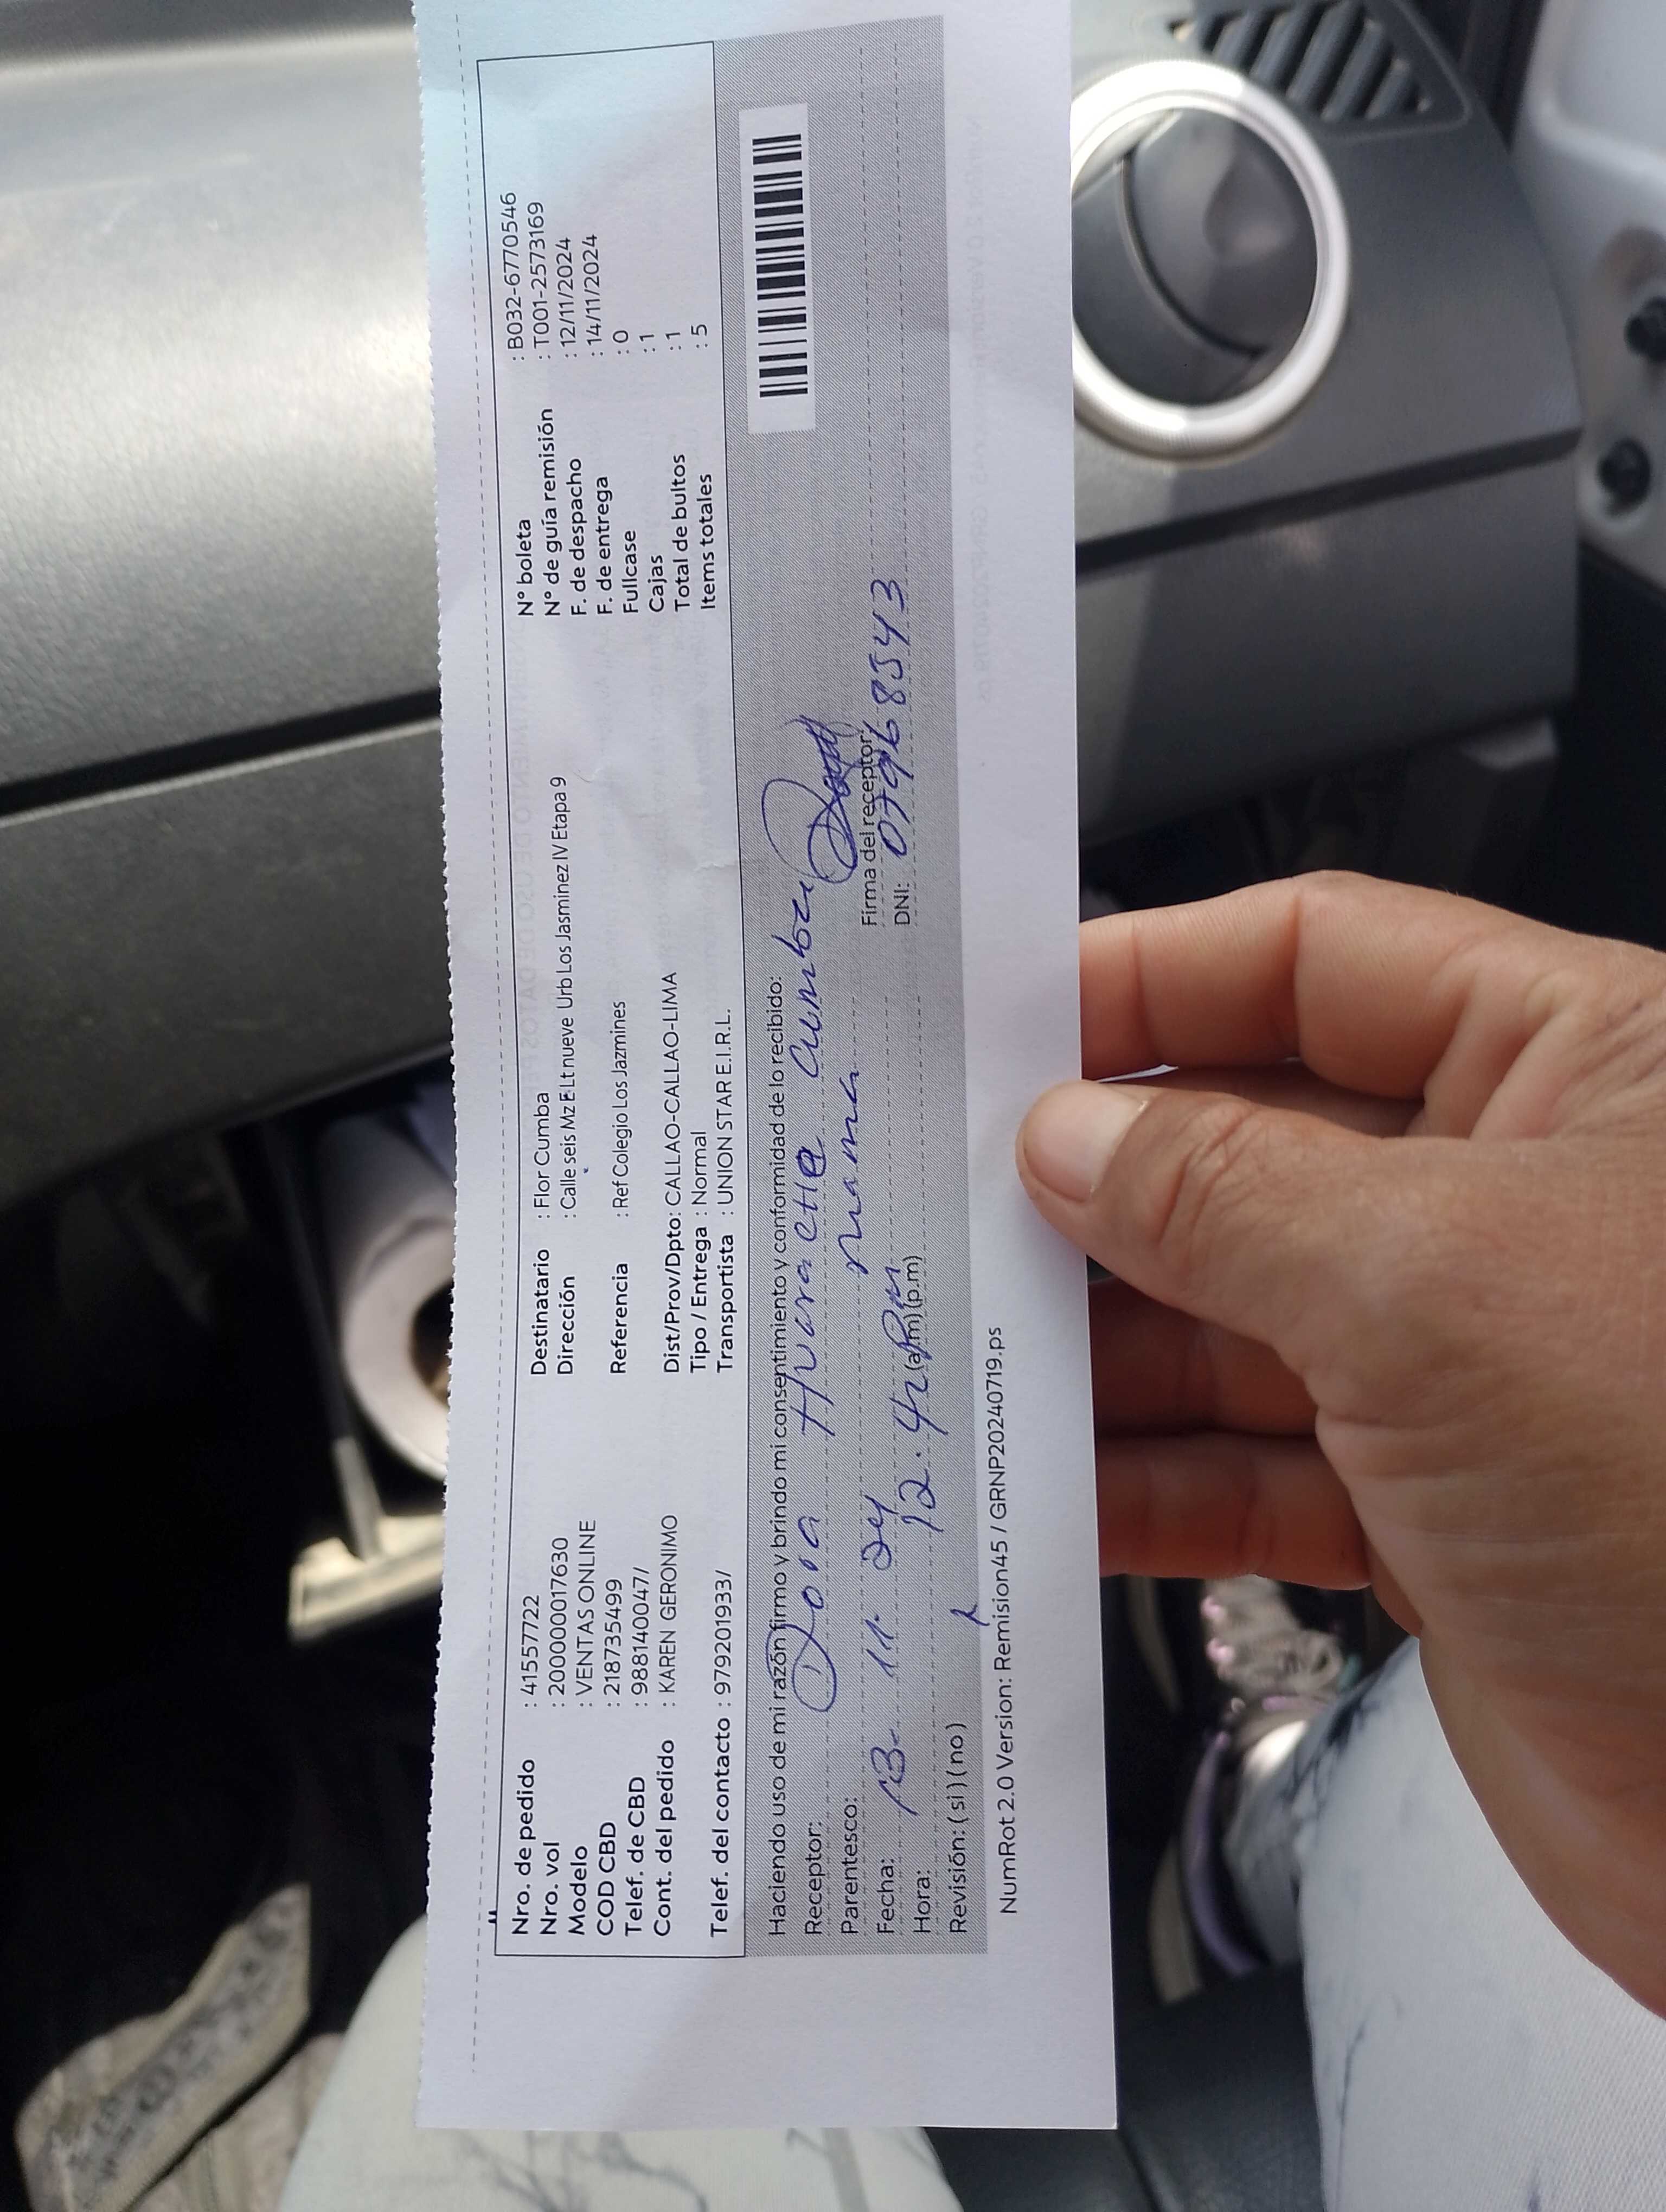 Nro. de pedido : 41557722
Nro. vol : 2000000017630
Modelo : VENTAS ONLINE
COD CBD : 218735499
Telef. de CBD : 988140047/
Cont. del pedido : KAREN GERONIMO
Telef. del contacto : 979201933/
Destinatario : Flor Cumba
Dirección : Calle seis Mz E Lt nueve Urb Los Jasminez IV Etapa 9
Referencia : Ref Colegio Los Jazmines
Dist/Prov/Dpto: CALLAO-CALLAO-LIMA
Tipo / Entrega : Normal
Transportista : UNION STAR E.I.R.L.
N° boleta : B032-6770546
N° de guía remisión : T001-2573169
F. de despacho : 12/11/2024
F. de entrega : 14/11/2024
Fullcase : 0
Cajas : 1
Total de bultos : 1
Items totales : 5
Haciendo uso de mi razón firmo y brindo mi consentimiento y conformidad de lo recibido:
Receptor:
Parentesco: mama
Fecha: 13- 11. 24
Hora: 12.42 (a.m)(p.m) Pm
Revisión: (si)(no)
Firma del receptor:
DNI: 07968543
NumRot 2.0 Version: Remision45 / GRNP20240719.ps